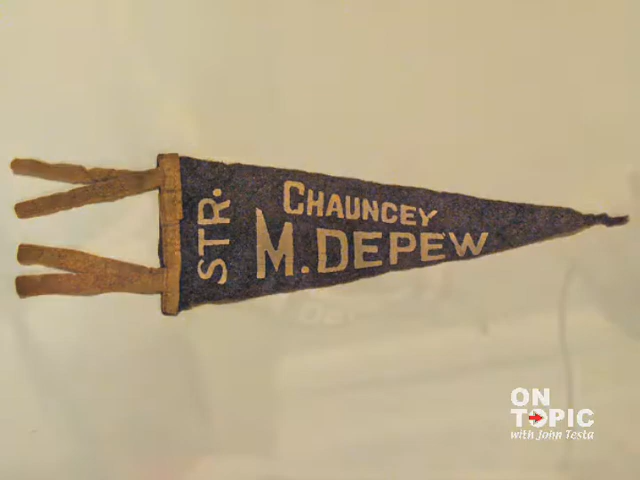 STR.
CHAUNCEY
M. DEPEW
ON
TOPIC
with John Testa